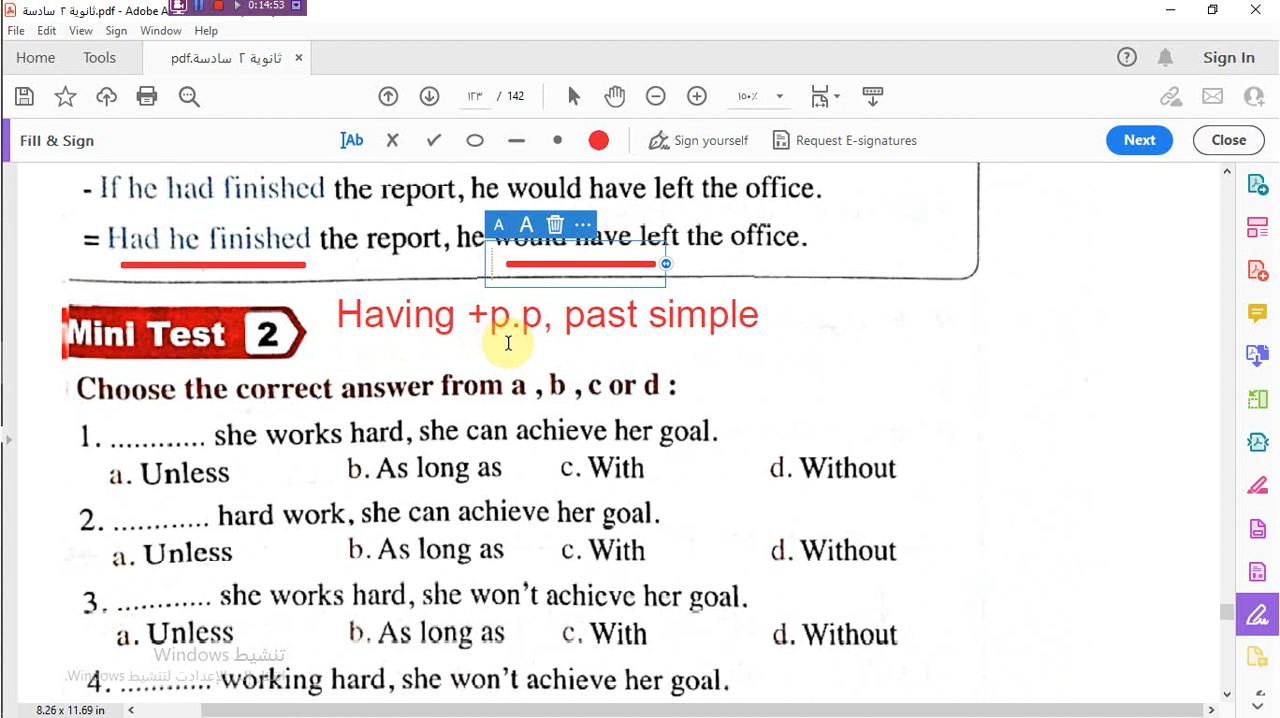 ثانوية ٢ سادسة.pdf - Adobe A
0:14:53
File Edit View Sign Window Help
Home Tools ثانوية ٢ سادسة.pdf × Sign In
١٢٣ / 142 ١٥٠٪
Fill & Sign Ab Sign yourself Request E-signatures Next Close
- If he had finished the report, he would have left the office.
A A
= Had he finished the report, he would have left the office.
Having +p.p, past simple
Mini Test 2
Choose the correct answer from a , b , c or d :
1. ............ she works hard, she can achieve her goal.
a. Unless b. As long as c. With d. Without
2. ............ hard work, she can achieve her goal.
a. Unless b. As long as c. With d. Without
3. ............ she works hard, she won't achieve her goal.
a. Unless b. As long as c. With d. Without
تنشيط Windows
4. ............ working hard, she won't achieve her goal.
الإعدادات لتنشيط Windows.
8.26 x 11.69 in